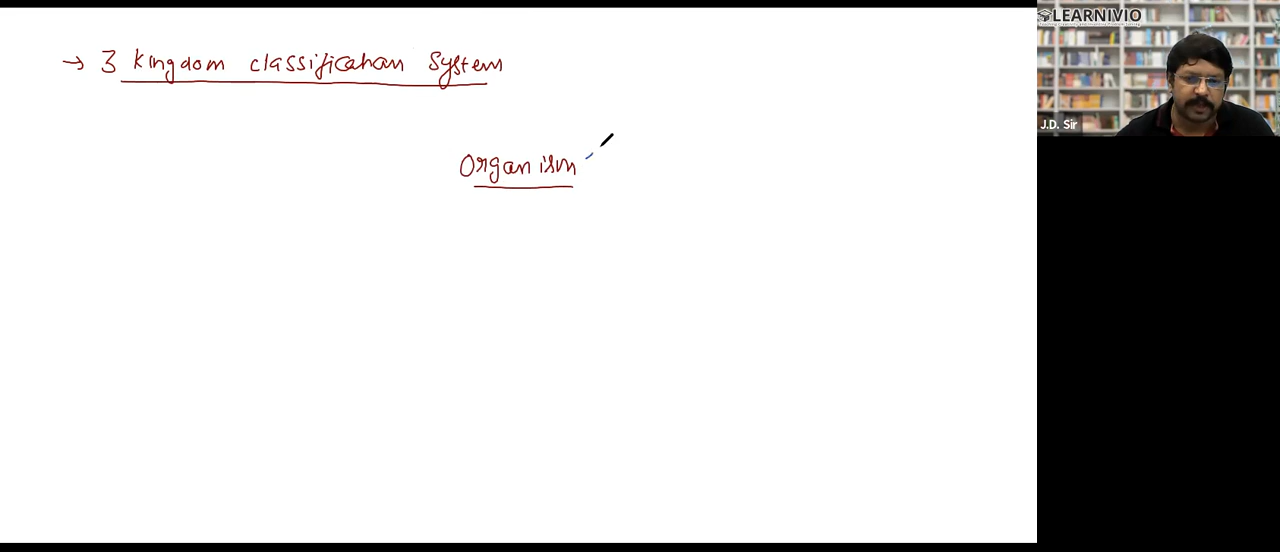 → 3 Kingdom classification System
Organism
LEARNIVIO
J.D. Sir